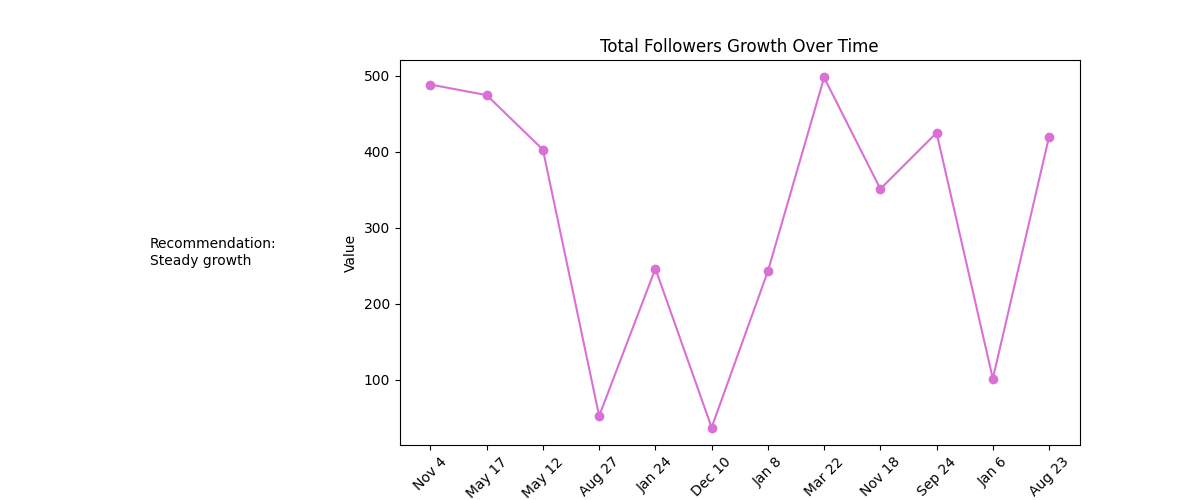 Total Followers Growth Over Time
Recommendation:
Steady growth
Value
500
400
300
200
100
Nov 4
May 17
May 12
Aug 27
Jan 24
Dec 10
Jan 8
Mar 22
Nov 18
Sep 24
Jan 6
Aug 23